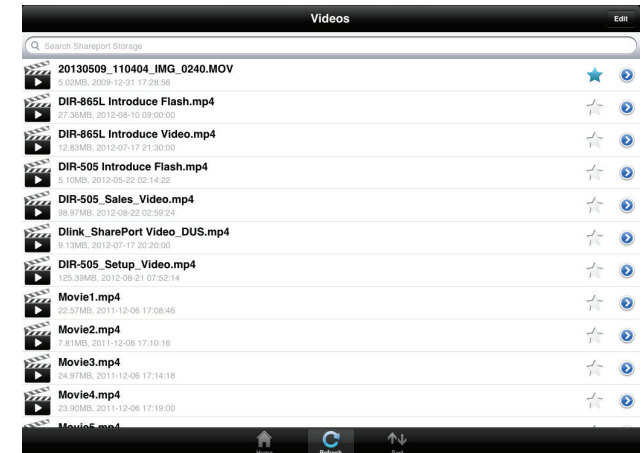 Videos
Edit
Search Shareport Storage
20130509_110404_IMG_0240.MOV
5.02MB, 2009-12-31 17:28:56
DIR-865L Introduce Flash.mp4
27.36MB, 2012-08-10 09:00:00
DIR-865L Introduce Video.mp4
12.83MB, 2012-07-17 21:30:00
DIR-505 Introduce Flash.mp4
5.10MB, 2012-05-22 02:14:22
DIR-505_Sales_Video.mp4
98.97MB, 2012-08-22 02:59:24
Dlink_SharePort Video_DUS.mp4
9.13MB, 2012-07-17 20:20:00
DIR-505_Setup_Video.mp4
125.39MB, 2012-08-21 07:52:14
Movie1.mp4
22.57MB, 2011-12-06 17:08:46
Movie2.mp4
7.81MB, 2011-12-06 17:10:16
Movie3.mp4
24.97MB, 2011-12-06 17:14:18
Movie4.mp4
23.90MB, 2011-12-06 17:19:00
Movie5.mp4
Home Refresh Sort